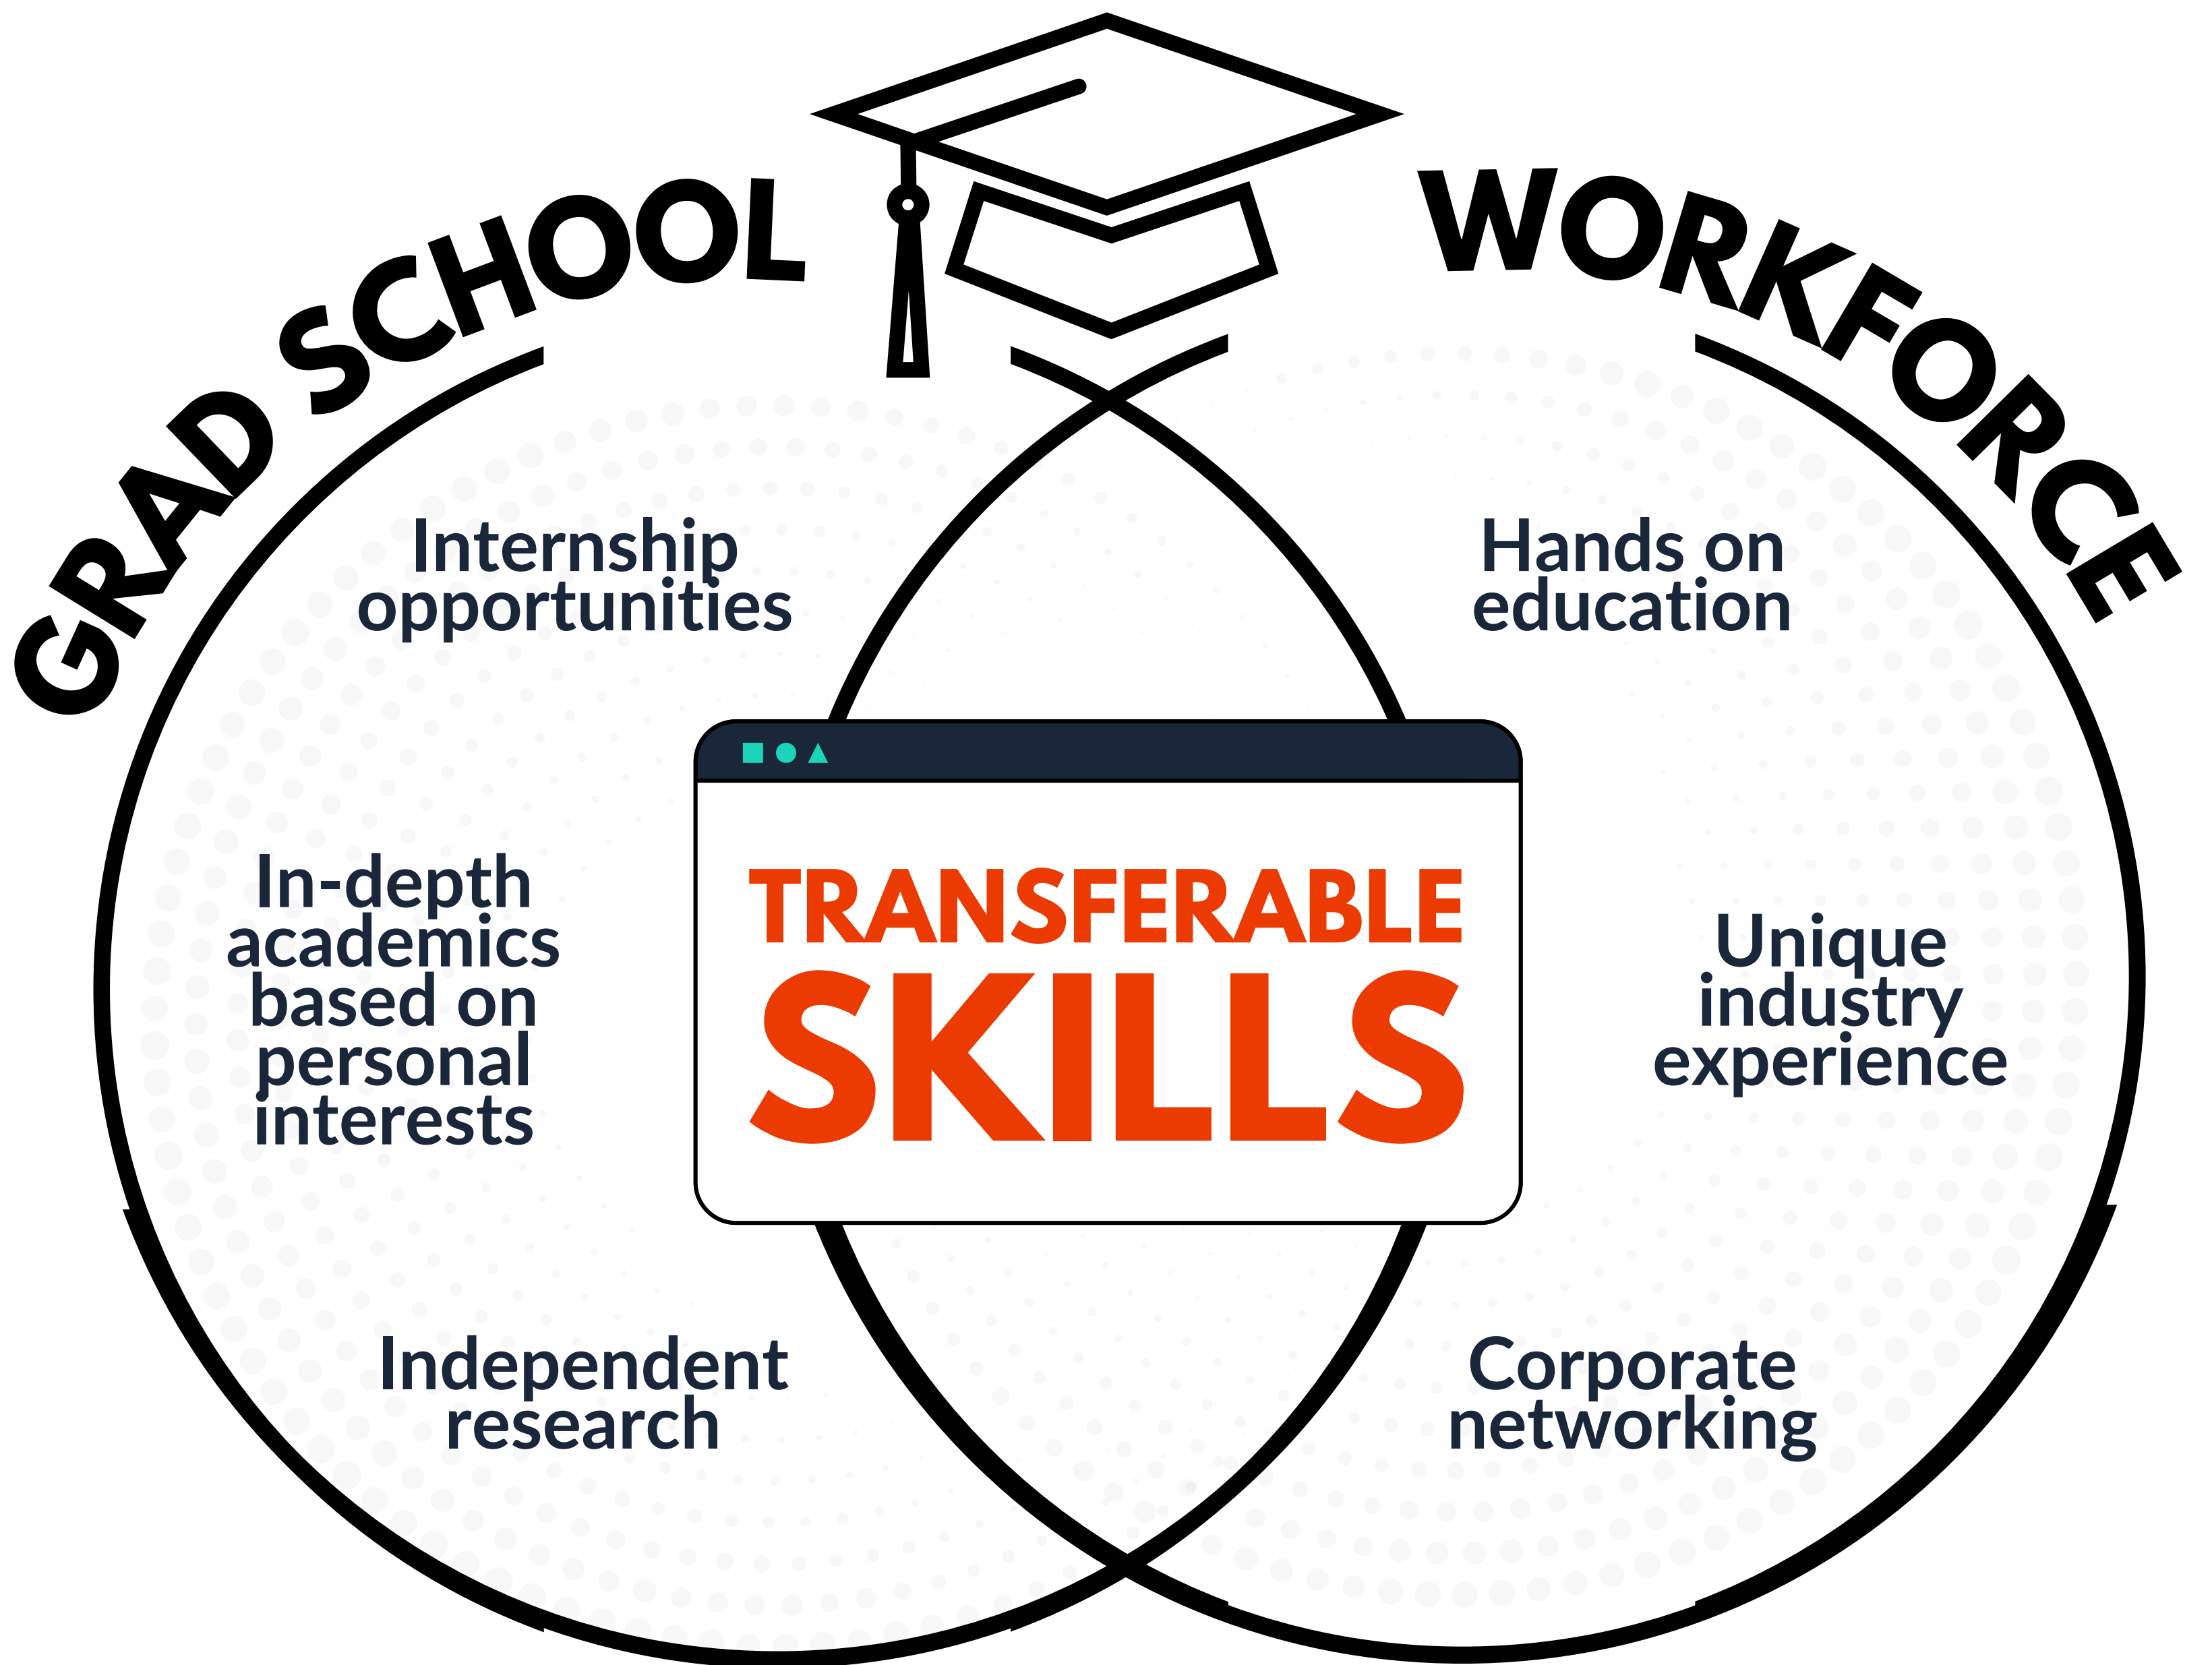 GRAD SCHOOL
WORKFORCE
Internship
opportunities
Hands on
education
In-depth
academics
based on
personal
interests
TRANSFERABLE
SKILLS
Unique
industry
experience
Independent
research
Corporate
networking